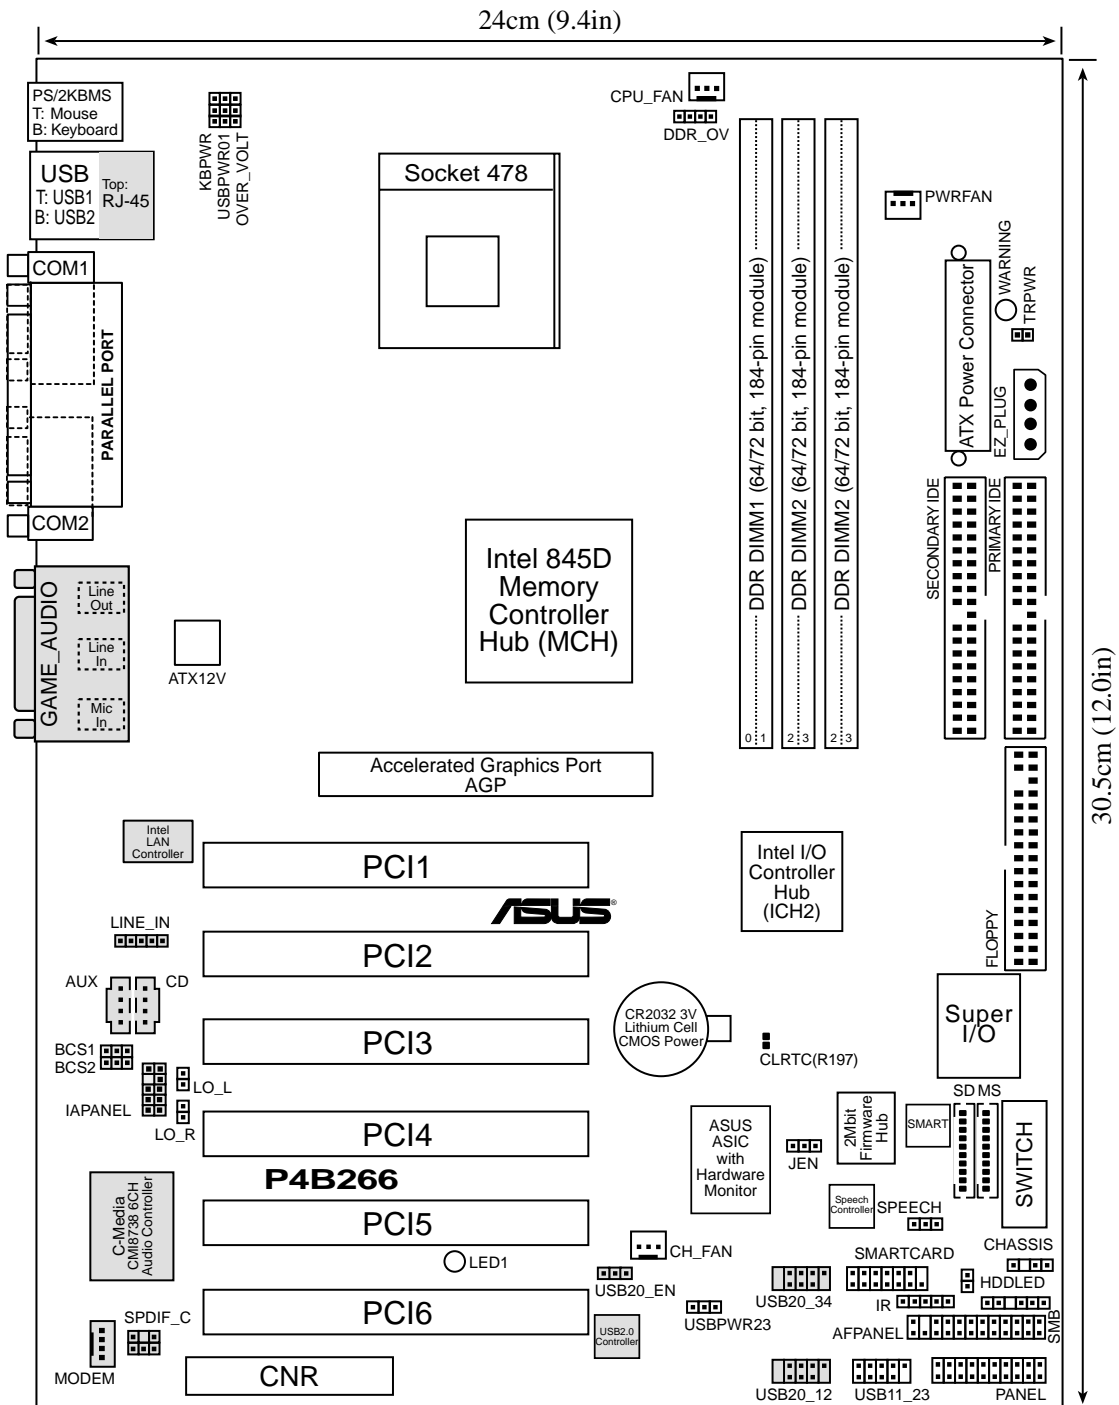 24cm (9.4in)
PS/2KBMS
T: Mouse
B: Keyboard
USB
T: USB1
B: USB2
Top:
RJ-45
KBPWR
USBPWR01
OVER_VOLT
CPU_FAN
DDR_OV
Socket 478
PWRFAN
WARNING
TRPWR
ATX Power Connector
EZ_PLUG
COM1
PARALLEL PORT
COM2
DDR DIMM1 (64/72 bit, 184-pin module)
DDR DIMM2 (64/72 bit, 184-pin module)
DDR DIMM2 (64/72 bit, 184-pin module)
0 1
2 3
2 3
SECONDARY IDE
PRIMARY IDE
GAME_AUDIO
Line
Out
Line
In
Mic
In
ATX12V
Intel 845D
Memory
Controller
Hub (MCH)
30.5cm (12.0in)
Accelerated Graphics Port
AGP
Intel
LAN
Controller
PCI1
Intel I/O
Controller
Hub
(ICH2)
FLOPPY
ASUS®
LINE_IN
PCI2
AUX
CD
CR2032 3V
Lithium Cell
CMOS Power
Super
I/O
PCI3
CLRTC(R197)
BCS1
BCS2
LO_L
IAPANEL
LO_R
PCI4
ASUS
ASIC
with
Hardware
Monitor
JEN
2Mbit
Firmware
Hub
SMART
SD MS
SWITCH
P4B266
C-Media
CMI8738 6CH
Audio Controller
PCI5
Speech
Controller
SPEECH
LED1
CH_FAN
USB20_EN
SMARTCARD
CHASSIS
HDDLED
USB20_34
IR
SPDIF_C
PCI6
USB2.0
Controller
USBPWR23
AFPANEL
SMB
MODEM
CNR
USB20_12
USB11_23
PANEL